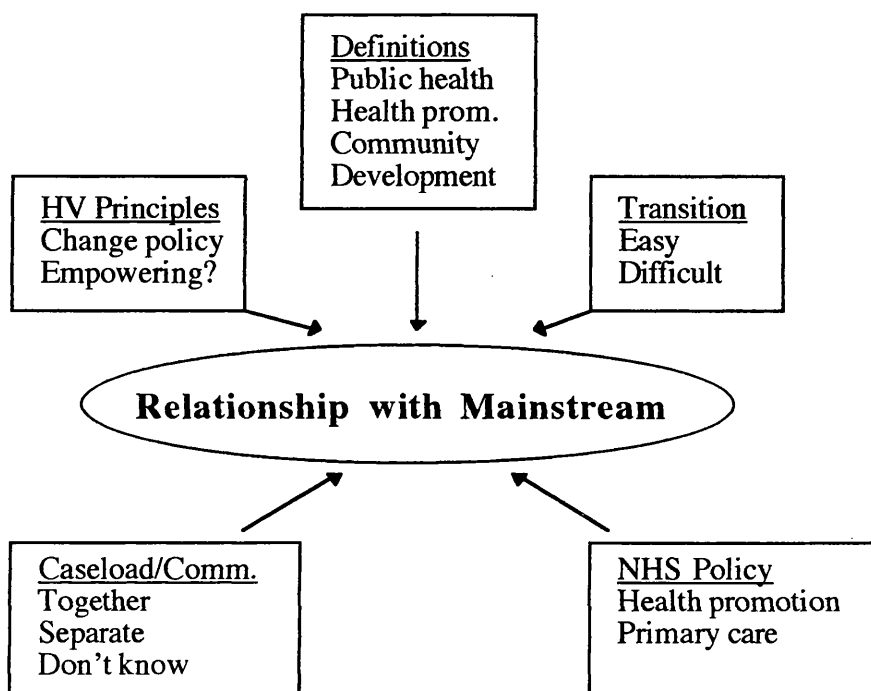 Definitions
Public health
Health prom.
Community
Development
HV Principles
Change policy
Empowering?
Transition
Easy
Difficult
Relationship with Mainstream
Caseload/Comm.
Together
Separate
Don't know
NHS Policy
Health promotion
Primary care